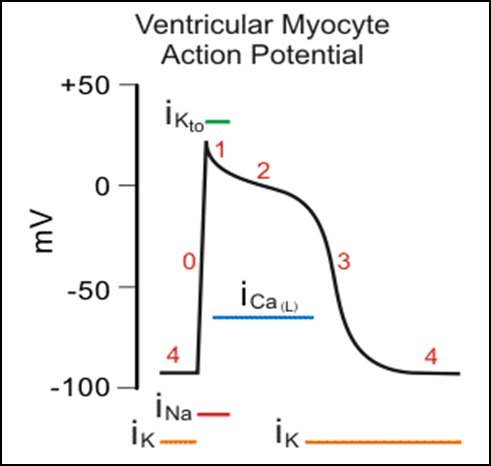 Ventricular Myocyte
Action Potential
+50
iKto
1
2
0
mV
0
3
-50
iCa(L)
4
4
-100
iNa
iK
iK